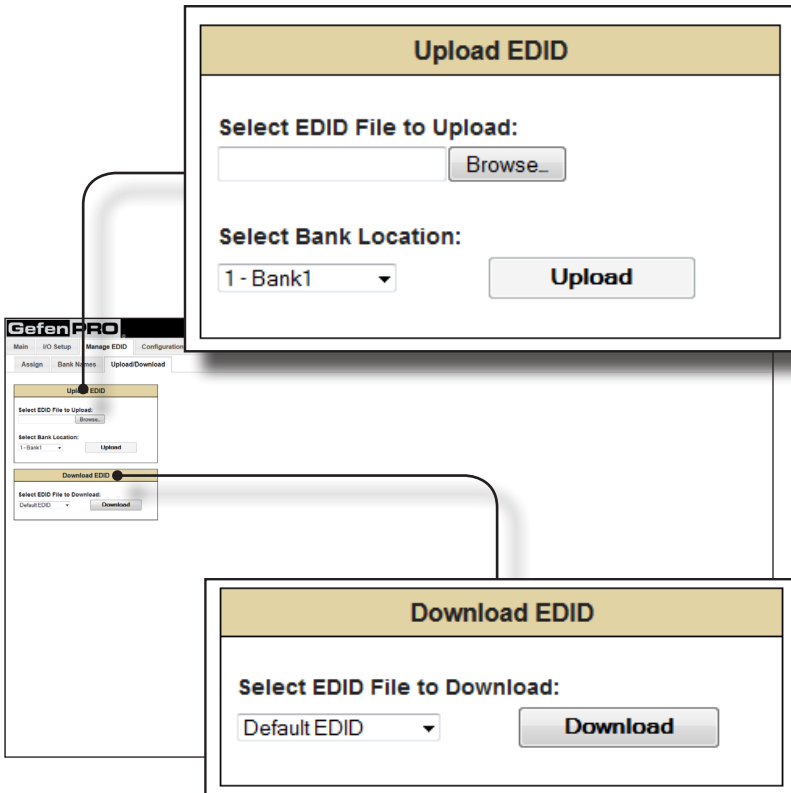 Upload EDID
Select EDID File to Upload:
Browse...
Select Bank Location:
1 - Bank1
Upload
Gefen PRO
Main I/O Setup Manage EDID Configuration
Assign Bank Names Upload/Download
Upload EDID
Select EDID File to Upload:
Browse...
Select Bank Location:
1 - Bank1 Upload
Download EDID
Select EDID File to Download:
Default EDID Download
Download EDID
Select EDID File to Download:
Default EDID
Download